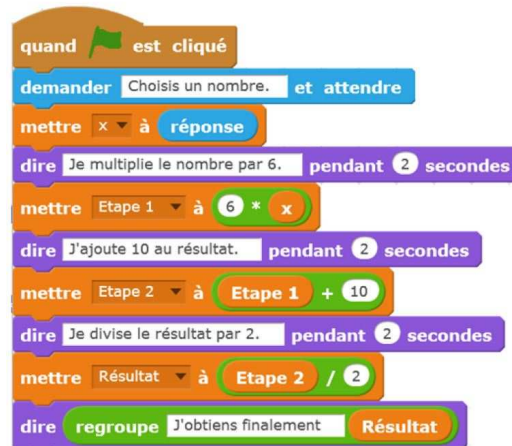 quand est cliqué
demander Choisis un nombre. et attendre
mettre x à réponse
dire Je multiplie le nombre par 6. pendant 2 secondes
mettre Etape 1 à 6 * x
dire J'ajoute 10 au résultat. pendant 2 secondes
mettre Etape 2 à Etape 1 + 10
dire Je divise le résultat par 2. pendant 2 secondes
mettre Résultat à Etape 2 / 2
dire regroupe J'obtiens finalement Résultat